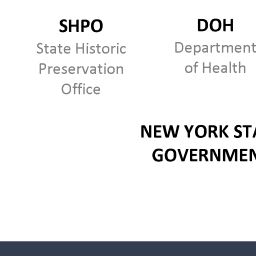 SHPO
State Historic
Preservation
Office
DOH
Department
of Health
NEW YORK STA
GOVERNMEN